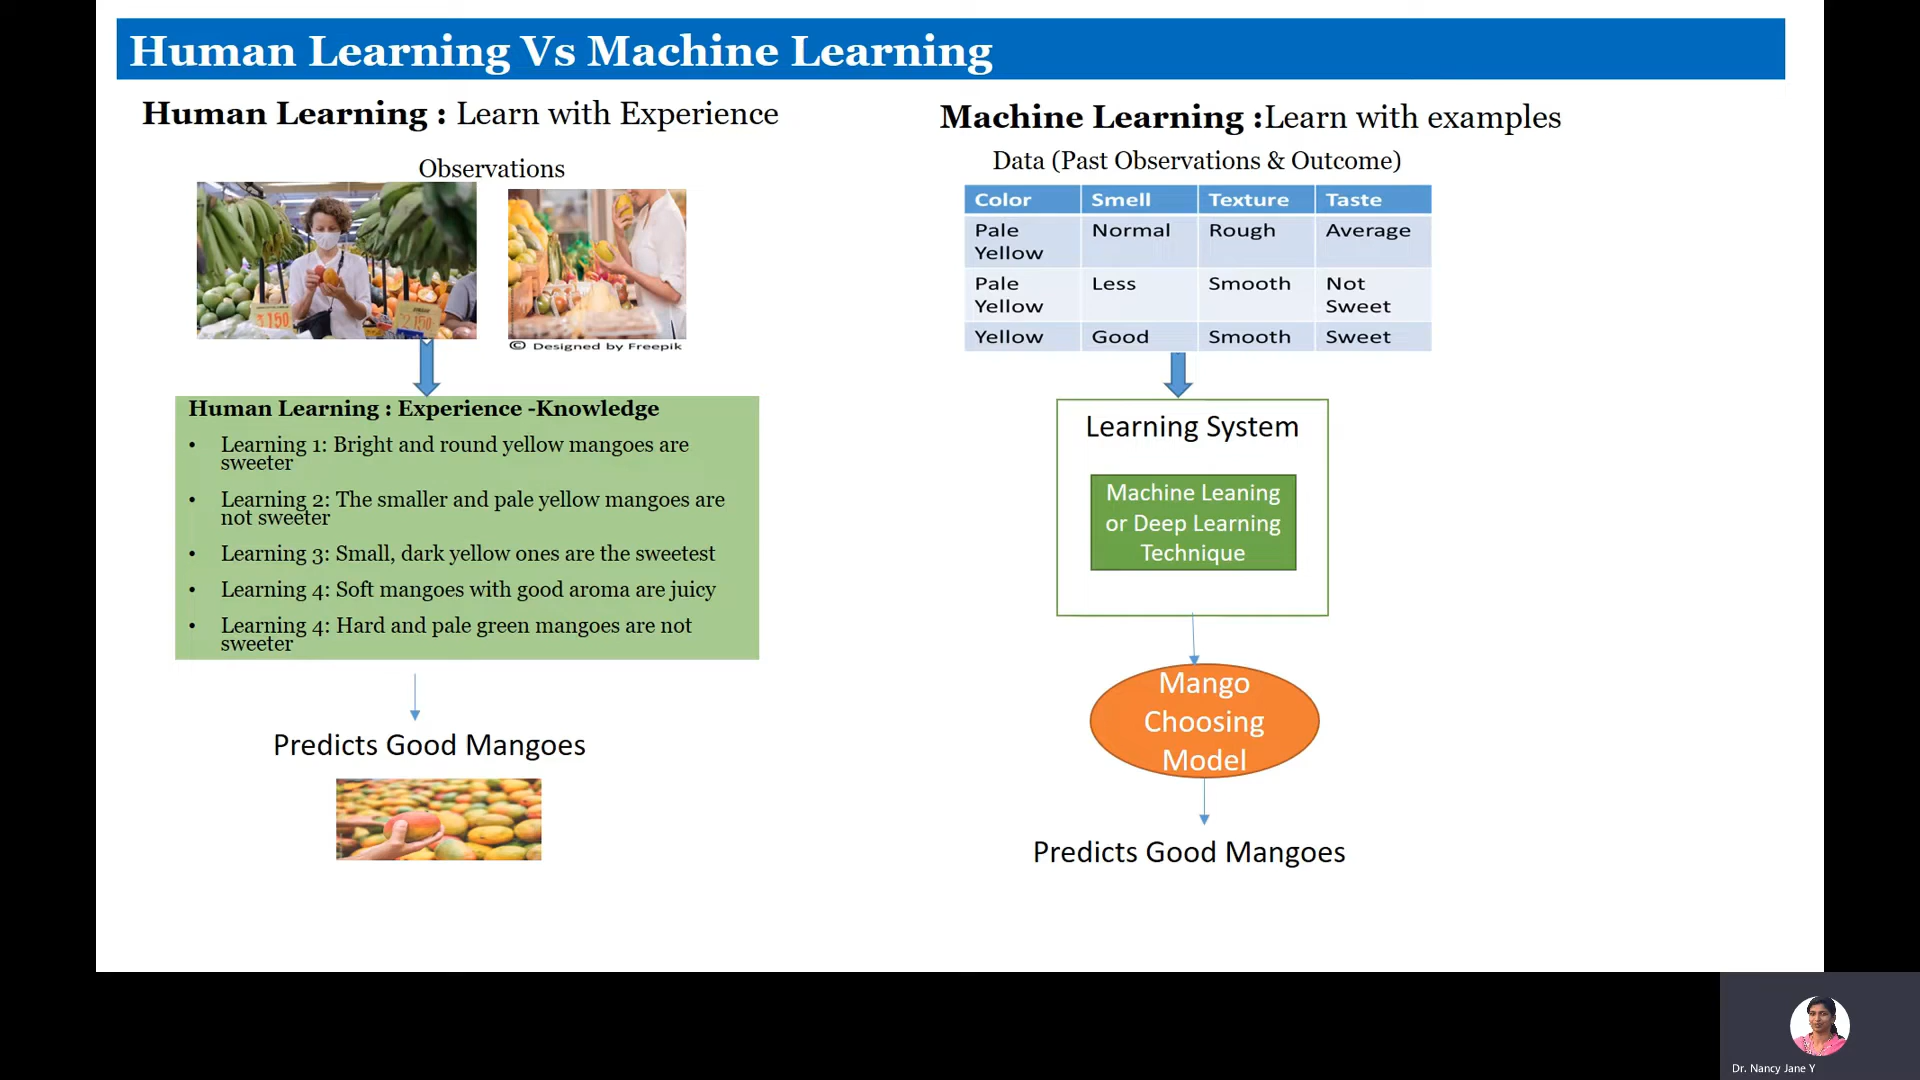 Human Learning Vs Machine Learning
Human Learning : Learn with Experience
Observations
₹150
150
© Designed by Freepik
Human Learning : Experience -Knowledge
• Learning 1: Bright and round yellow mangoes are
sweeter
• Learning 2: The smaller and pale yellow mangoes are
not sweeter
• Learning 3: Small, dark yellow ones are the sweetest
• Learning 4: Soft mangoes with good aroma are juicy
• Learning 4: Hard and pale green mangoes are not
sweeter
Predicts Good Mangoes
Machine Learning :Learn with examples
Data (Past Observations & Outcome)
Color Smell Texture Taste
Pale Normal Rough Average
Yellow
Pale Less Smooth Not
Yellow Sweet
Yellow Good Smooth Sweet
Learning System
Machine Leaning
or Deep Learning
Technique
Mango
Choosing
Model
Predicts Good Mangoes
Dr. Nancy Jane Y